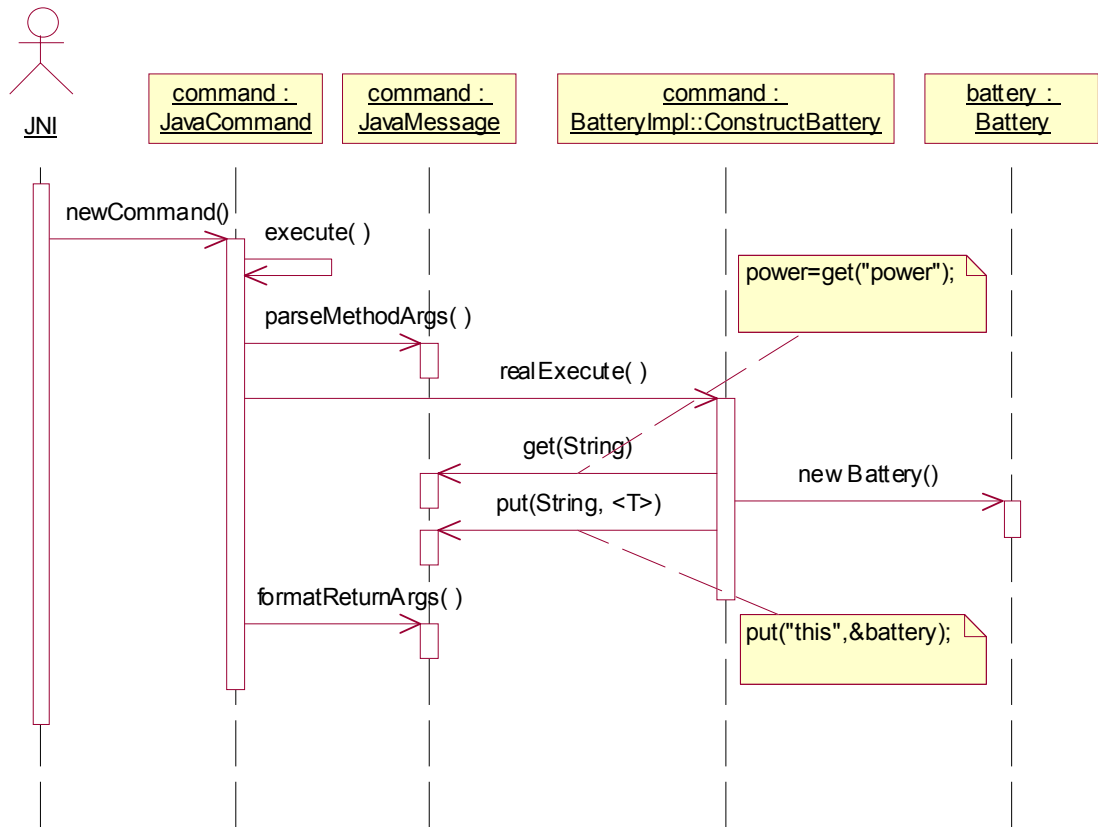 JNI
command :
JavaCommand
command :
JavaMessage
command :
BatteryImpl::ConstructBattery
battery :
Battery
newCommand()
execute( )
power=get("power");
parseMethodArgs( )
realExecute( )
get(String)
new Battery()
put(String, <T>)
formatReturnArgs( )
put("this",&battery);